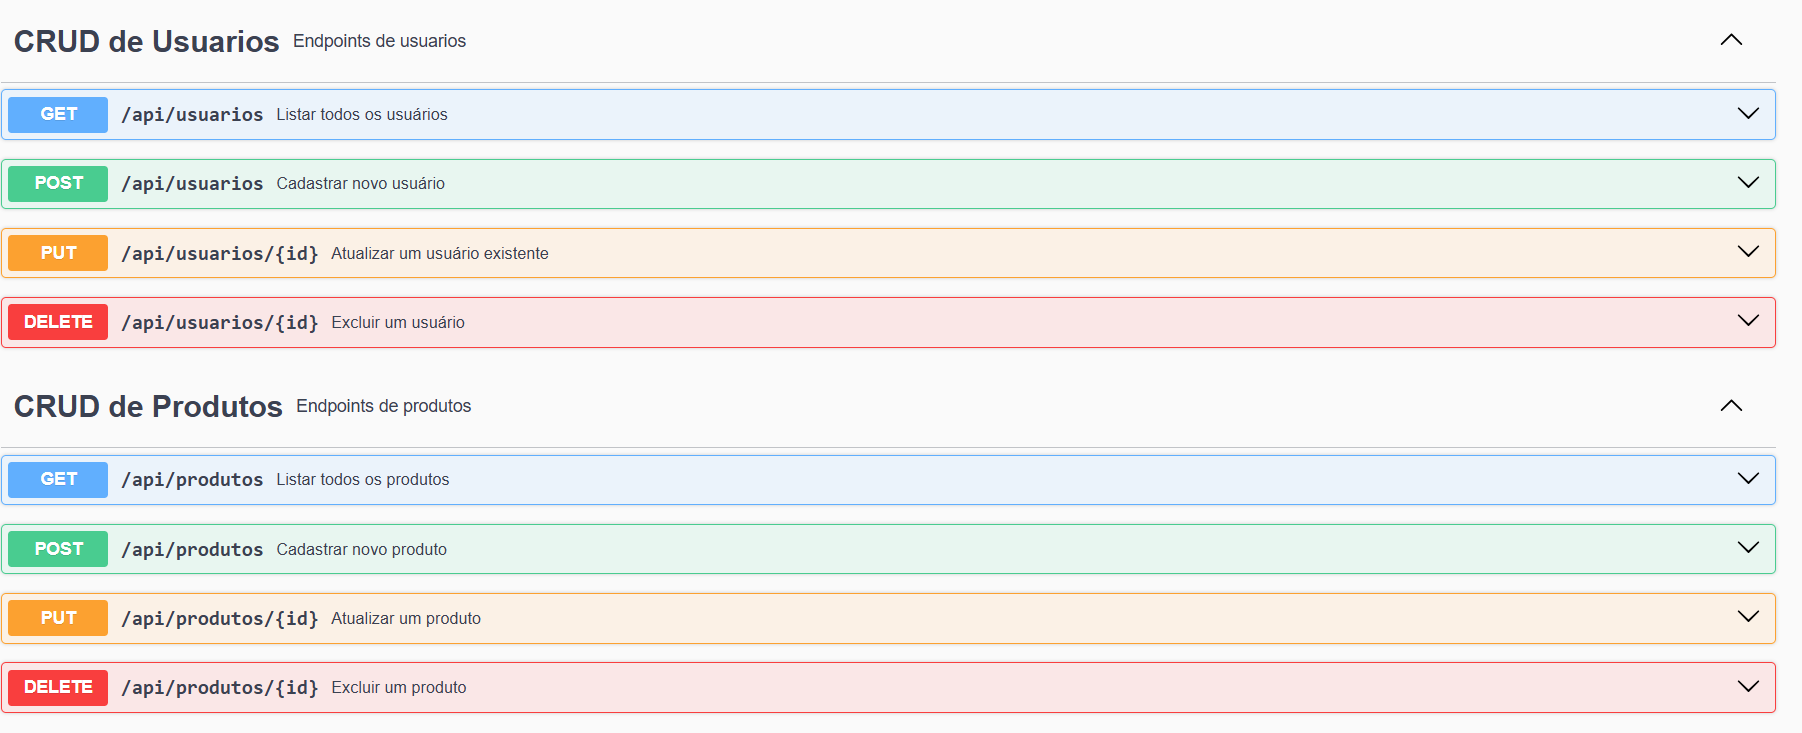 CRUD de Usuarios Endpoints de usuarios
GET /api/usuarios Listar todos os usuários
POST /api/usuarios Cadastrar novo usuário
PUT /api/usuarios/{id} Atualizar um usuário existente
DELETE /api/usuarios/{id} Excluir um usuário
CRUD de Produtos Endpoints de produtos
GET /api/produtos Listar todos os produtos
POST /api/produtos Cadastrar novo produto
PUT /api/produtos/{id} Atualizar um produto
DELETE /api/produtos/{id} Excluir um produto